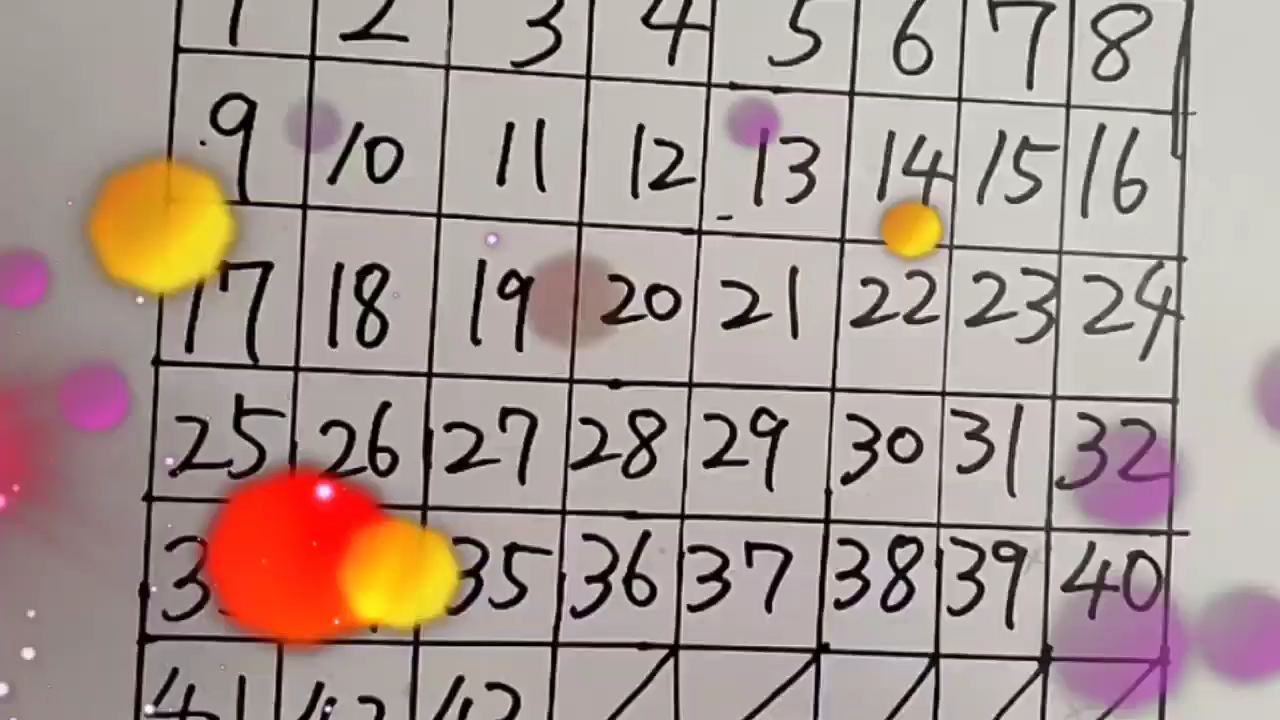 1 2 3 4 5 6 7 8
9 10 11 12 13 14 15 16
17 18 19 20 21 22 23 24
25 26 27 28 29 30 31 32
35 36 37 38 39 40
41 42